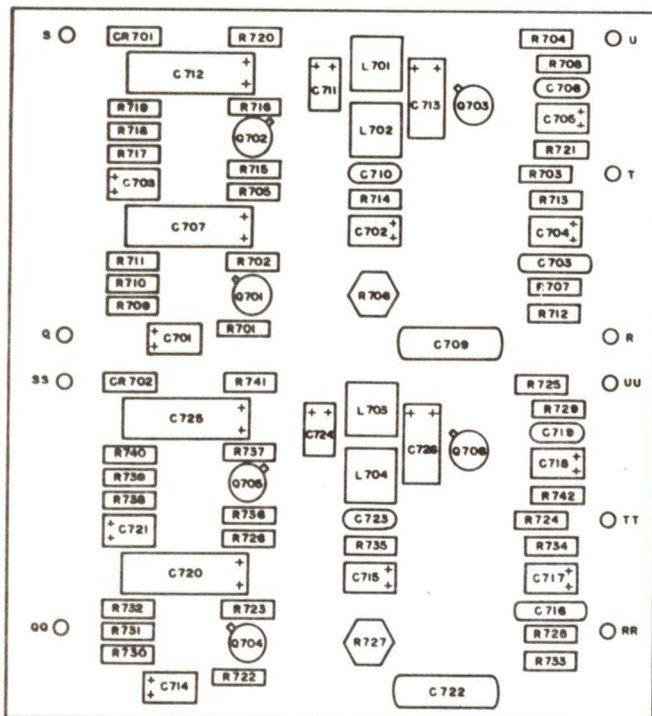 S CR701 R720 R704 U
L701 R708
C712 C711 C713 C706
R719 R716 Q703 C705
R718 Q702 L702
R717 R715 R721
C708 R705 C710 R703 T
R714 R713
C707 C702 C704
R711 R702 C703
R710 Q701 R706 R707
R709 R712
Q C701 R701 C709 R
SS CR702 R741 R725 UU
L703 R729
C725 C724 C726 C719
R740 R737 Q706 C718
R739 Q705 L704
R738 R742
C721 R736 C723 R724 TT
R726 R735 R734
C720 C715 C717
R732 R723 C716
QQ R731 Q704 R727 R728 RR
R730 R733
C714 R722 C722